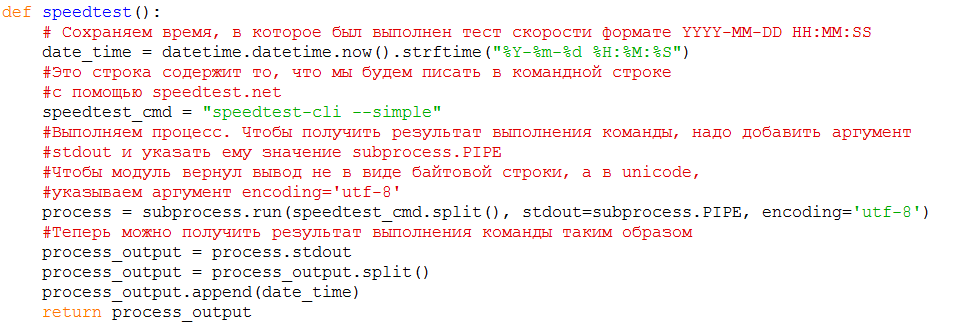 def speedtest():
    # Сохраняем время, в которое был выполнен тест скорости формате YYYY-MM-DD HH:MM:SS
    date_time = datetime.datetime.now().strftime("%Y-%m-%d %H:%M:%S")
    #Это строка содержит то, что мы будем писать в командной строке
    #с помощью speedtest.net
    speedtest_cmd = "speedtest-cli --simple"
    #Выполняем процесс. Чтобы получить результат выполнения команды, надо добавить аргумент
    #stdout и указать ему значение subprocess.PIPE
    #Чтобы модуль вернул вывод не в виде байтовой строки, а в unicode,
    #указываем аргумент encoding='utf-8'
    process = subprocess.run(speedtest_cmd.split(), stdout=subprocess.PIPE, encoding='utf-8')
    #Теперь можно получить результат выполнения команды таким образом
    process_output = process.stdout
    process_output = process_output.split()
    process_output.append(date_time)
    return process_output